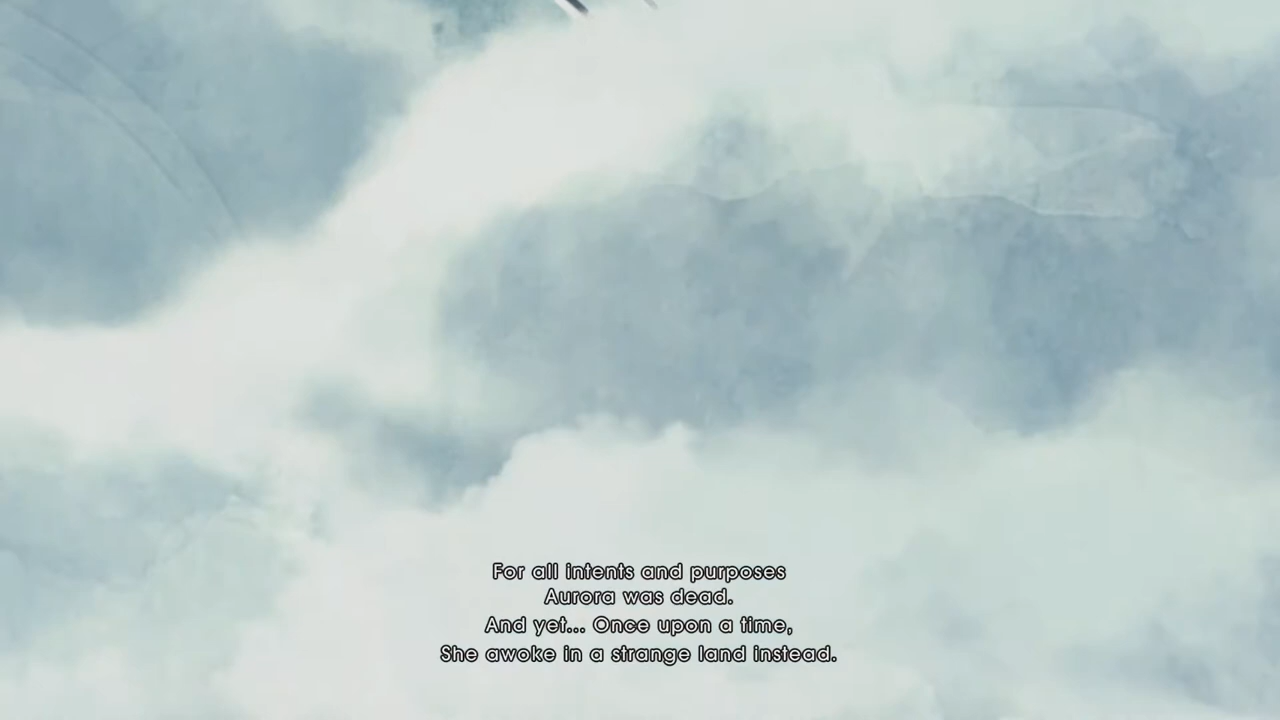 For all intents and purposes
Aurora was dead.
And yet... Once upon a time,
She awoke in a strange land instead.